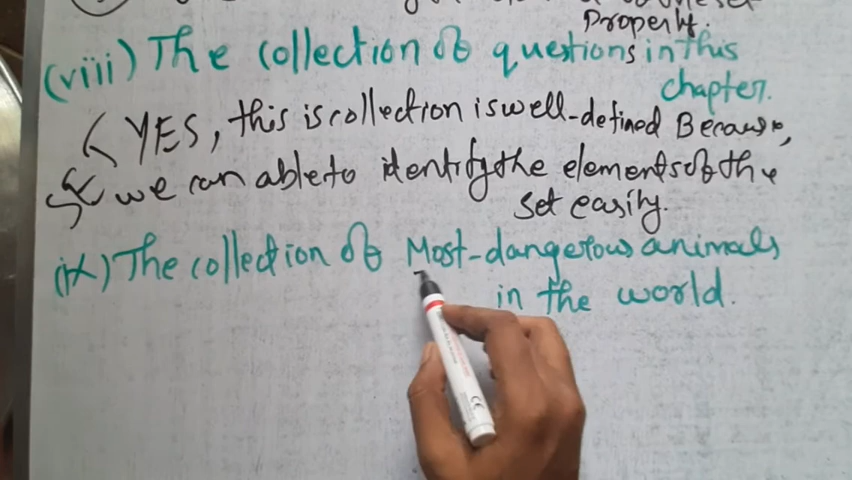 Property.
(viii) The collection of questions in this
chapter.
YES, this is collection is well-defined Because,
we can able to identify the elements of the
set easily.
(ix) The collection of Most-dangerous animals
in the world.